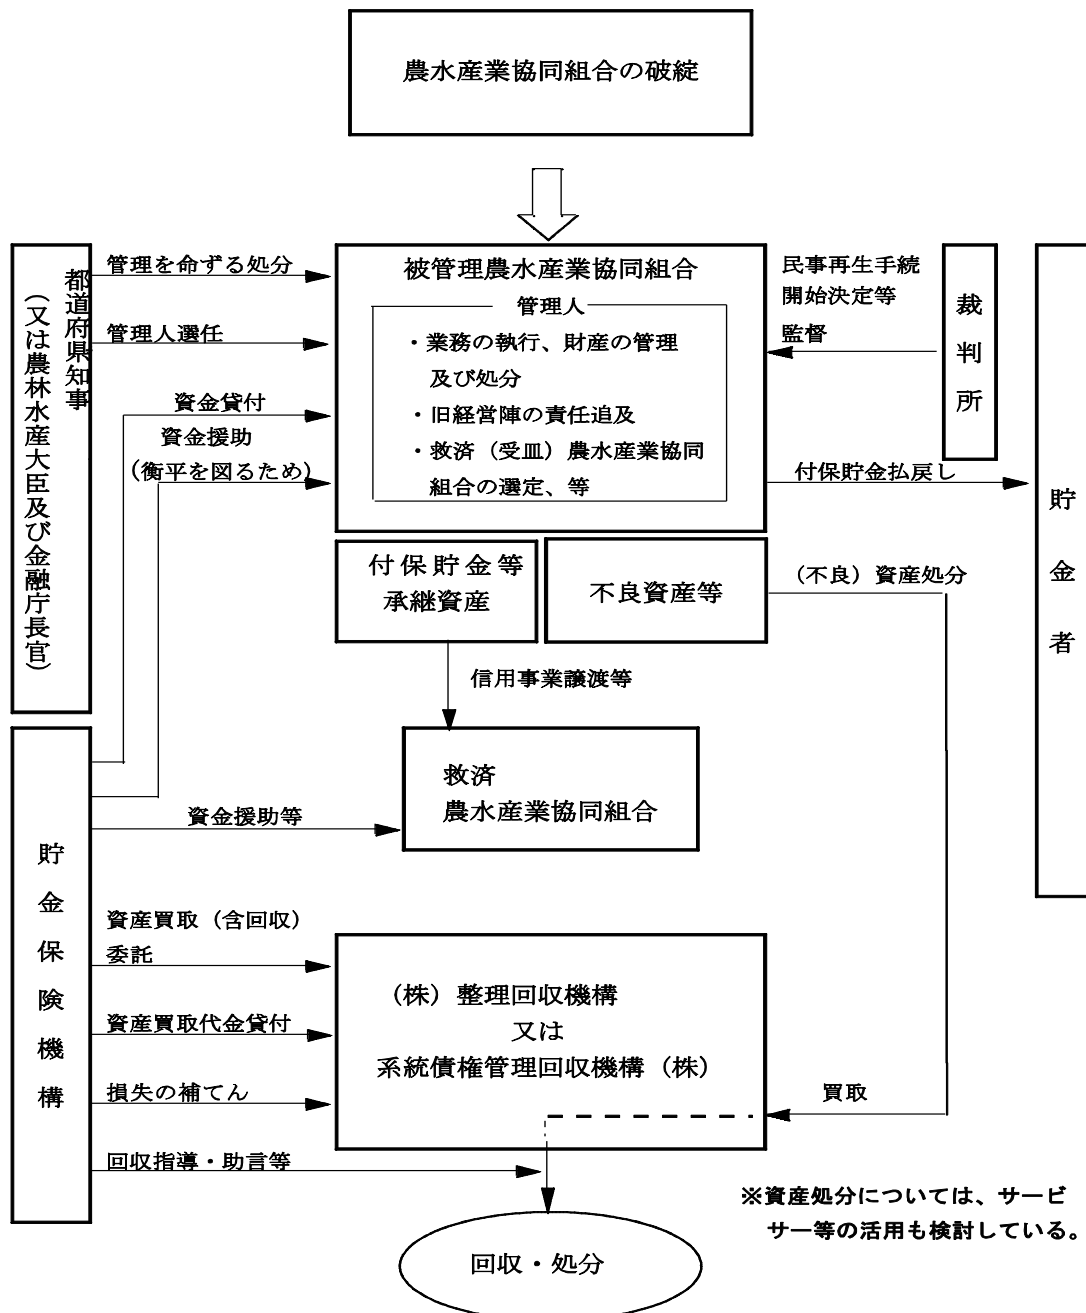 農水産業協同組合の破綻
都道府県知事
（又は農林水産大臣及び金融庁長官）
管理を命ずる処分
管理人選任
資金貸付
資金援助
（衡平を図るため）
被管理農水産業協同組合
管理人
・業務の執行、財産の管理
及び処分
・旧経営陣の責任追及
・救済（受皿）農水産業協同
組合の選定、等
民事再生手続
開始決定等
監督
裁判所
付保貯金払戻し
貯金者
付保貯金等
承継資産
不良資産等
（不良）資産処分
信用事業譲渡等
救済
農水産業協同組合
貯金保険機構
資金援助等
資産買取（含回収）
委託
資産買取代金貸付
損失の補てん
回収指導・助言等
（株）整理回収機構
又は
系統債権管理回収機構（株）
買取
※資産処分については、サービ
サー等の活用も検討している。
回収・処分